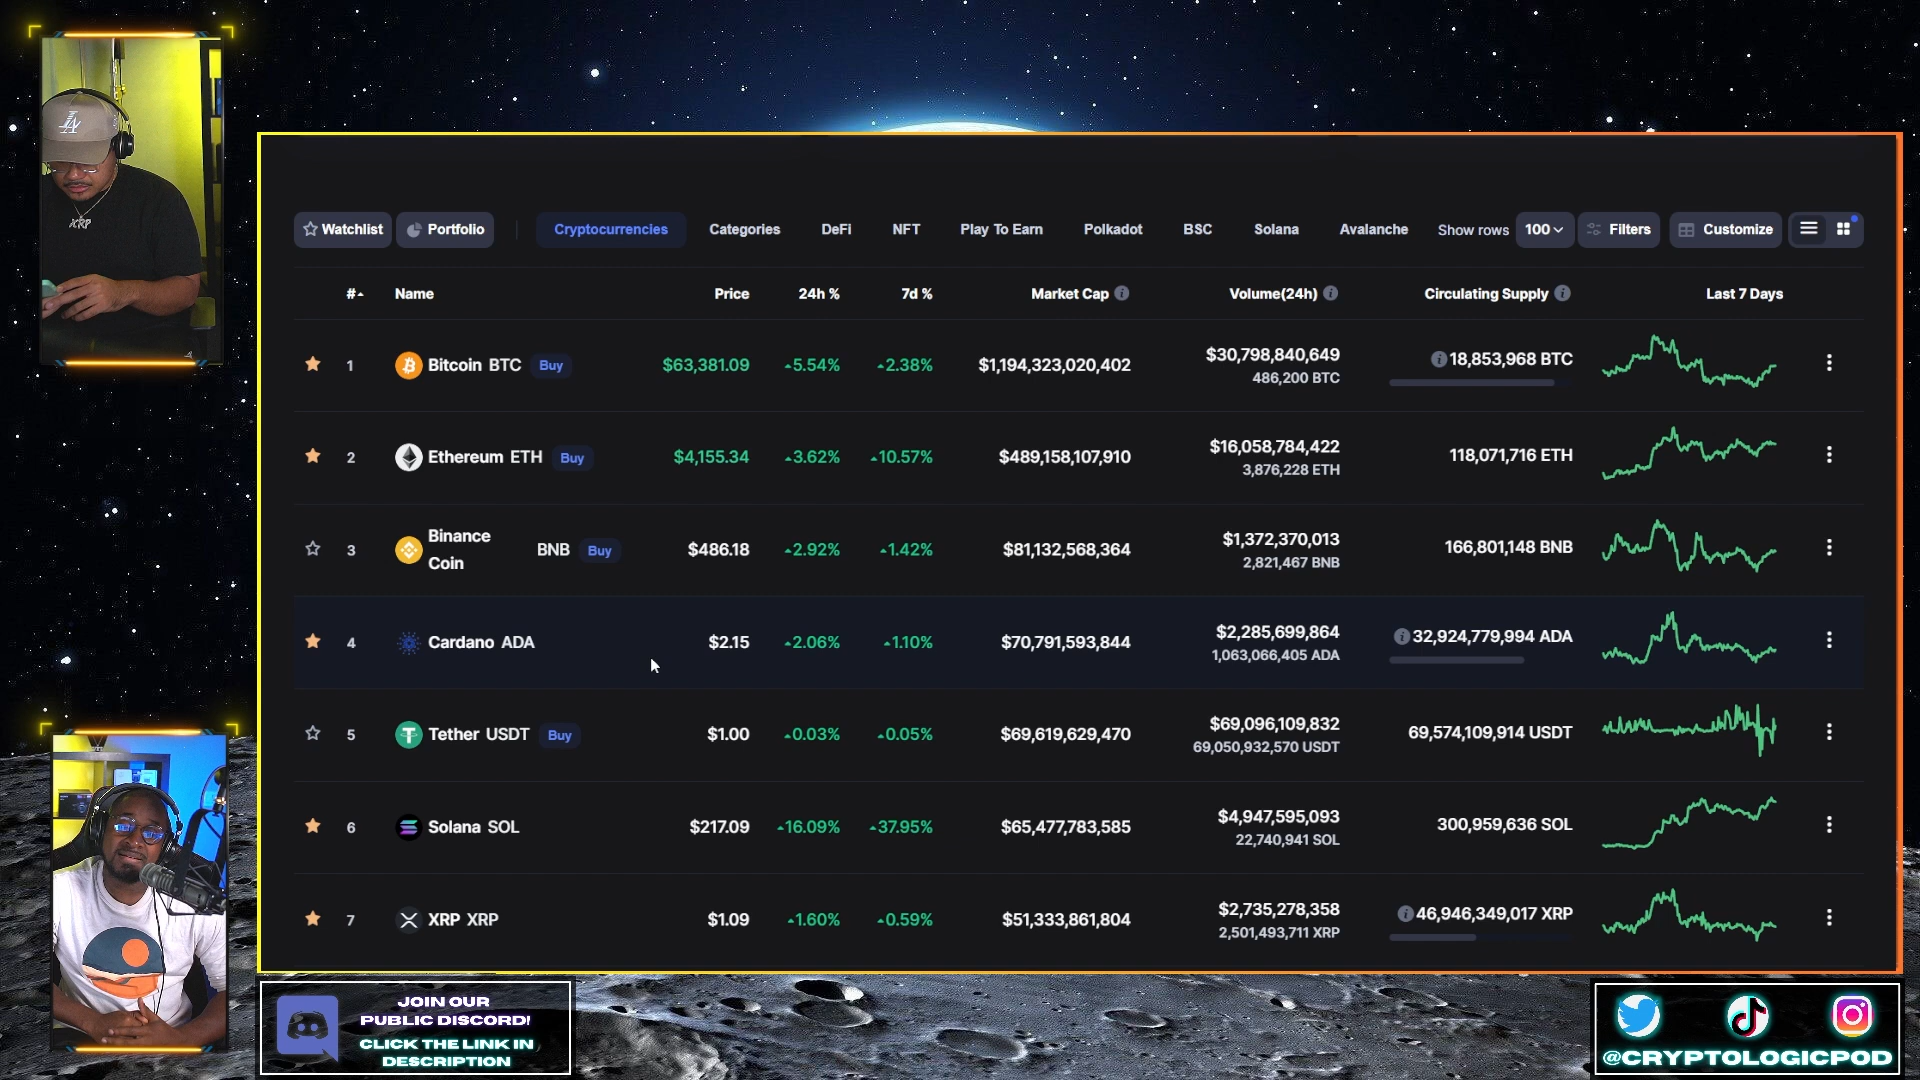 LA
XRP
Watchlist Portfolio Cryptocurrencies Categories DeFi NFT Play To Earn Polkadot BSC Solana Avalanche Show rows 100 Filters Customize
# Name Price 24h % 7d % Market Cap Volume(24h) Circulating Supply Last 7 Days
1 Bitcoin BTC Buy $63,381.09 5.54% 2.38% $1,194,323,020,402 $30,798,840,649 18,853,968 BTC
486,200 BTC
2 Ethereum ETH Buy $4,155.34 3.62% 10.57% $489,158,107,910 $16,058,784,422 118,071,716 ETH
3,876,228 ETH
3 Binance Coin BNB Buy $486.18 2.92% 1.42% $81,132,568,364 $1,372,370,013 166,801,148 BNB
2,821,467 BNB
4 Cardano ADA $2.15 2.06% 1.10% $70,791,593,844 $2,285,699,864 32,924,779,994 ADA
1,063,066,405 ADA
5 Tether USDT Buy $1.00 0.03% 0.05% $69,619,629,470 $69,096,109,832 69,574,109,914 USDT
69,050,932,570 USDT
6 Solana SOL $217.09 16.09% 37.95% $65,477,783,585 $4,947,595,093 300,959,636 SOL
22,740,941 SOL
7 XRP XRP $1.09 1.60% 0.59% $51,333,861,804 $2,735,278,358 46,946,349,017 XRP
2,501,493,711 XRP
JOIN OUR
PUBLIC DISCORD!
CLICK THE LINK IN
DESCRIPTION
@CRYPTOLOGICPOD